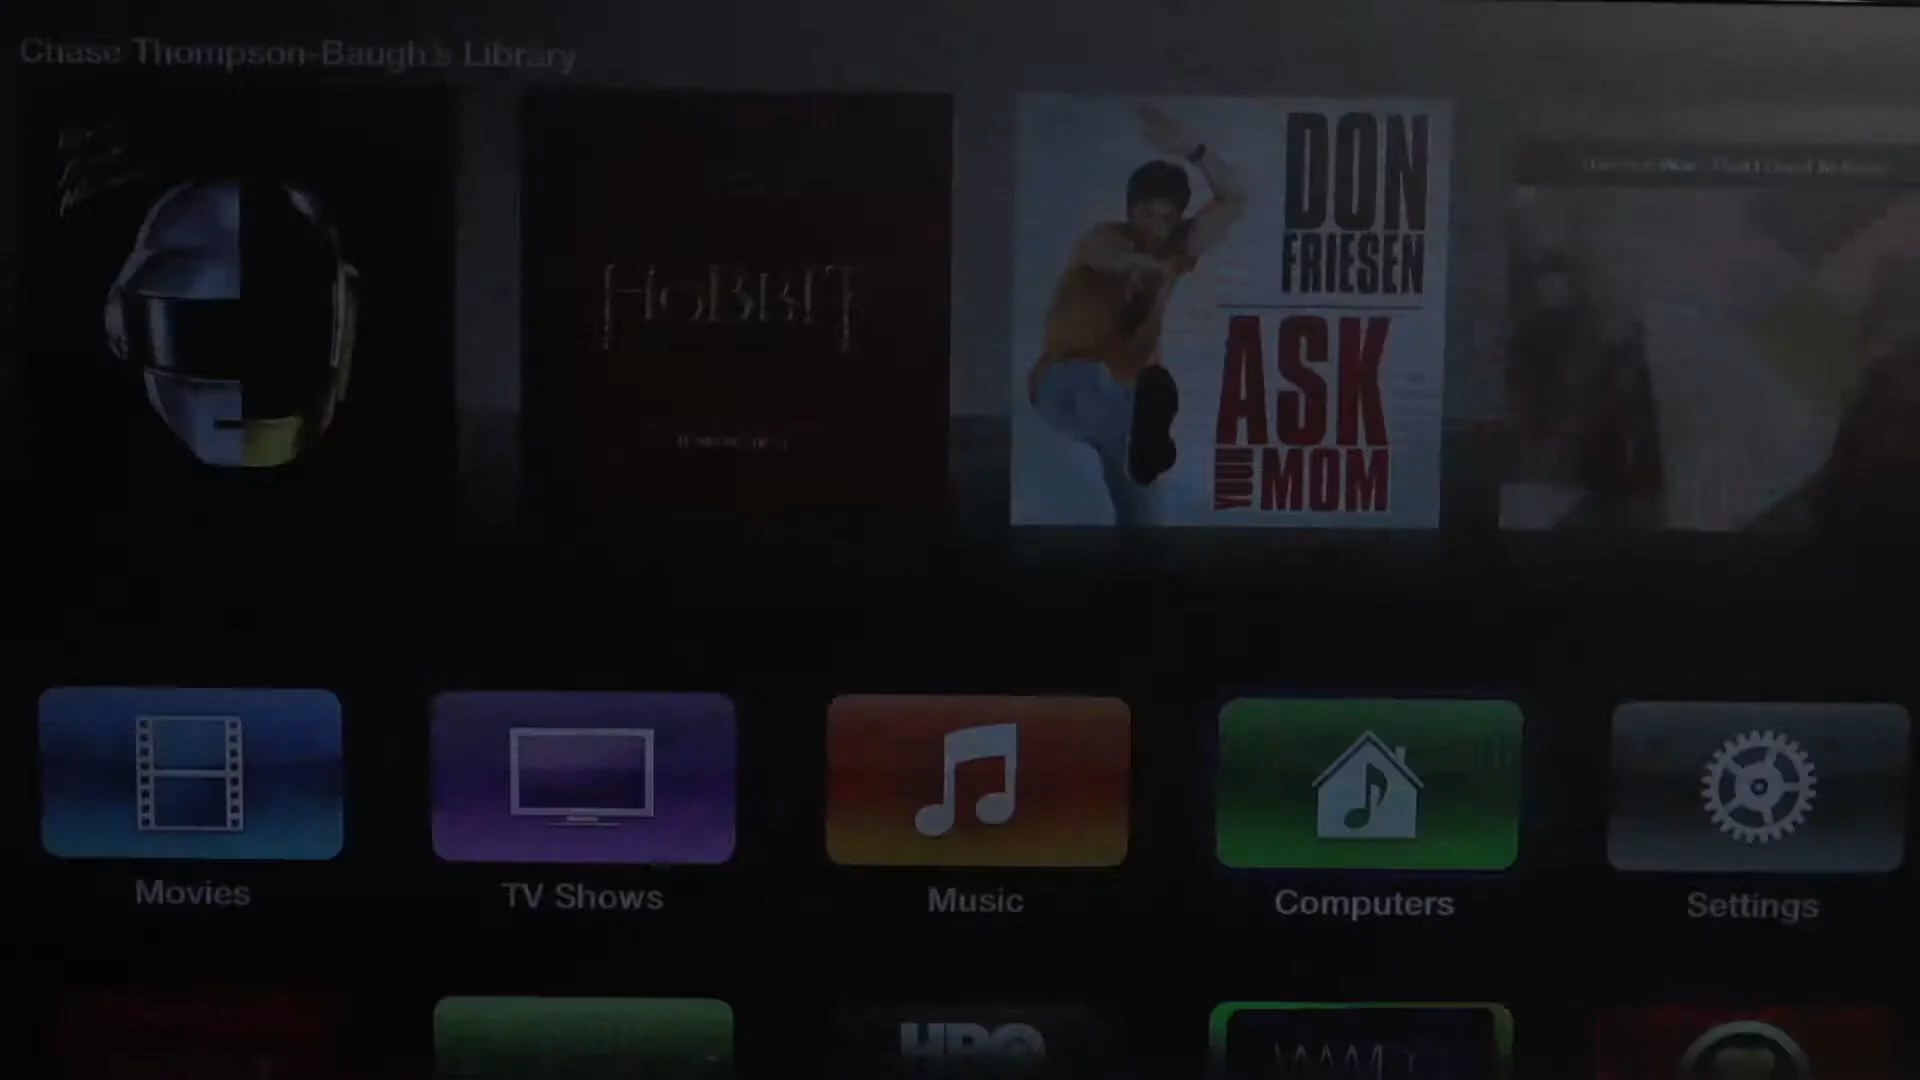 Chase Thompson-Baugh's Library
HOBBIT
DON
FRIESEN
ASK
YOUR
MOM
Movies
TV Shows
Music
Computers
Settings
HBO